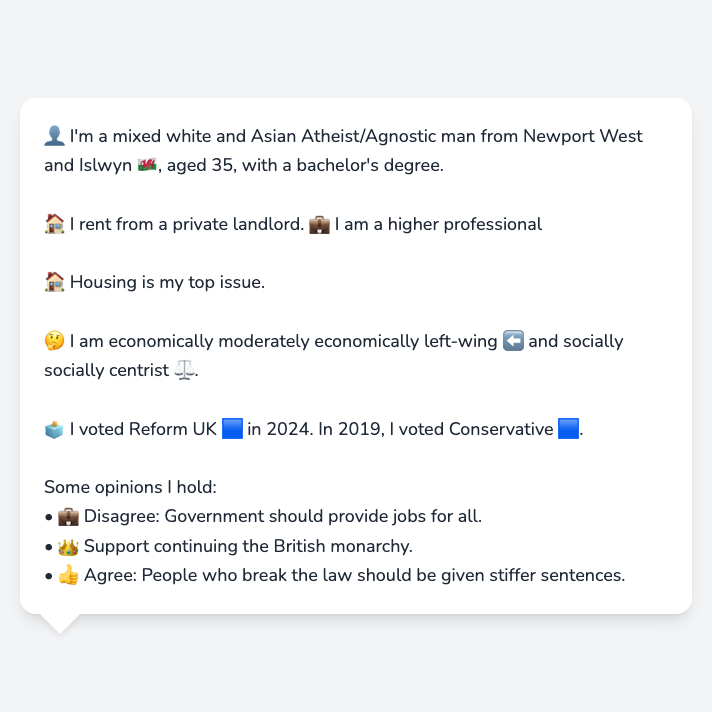 👤 I'm a mixed white and Asian Atheist/Agnostic man from Newport West
and Islwyn 🏴󠁧󠁢󠁷󠁬󠁳󠁿, aged 35, with a bachelor's degree.
🏠 I rent from a private landlord. 💼 I am a higher professional
🏠 Housing is my top issue.
🤔 I am economically moderately economically left-wing ⬅️ and socially
socially centrist ⚖️.
🗳️ I voted Reform UK 🟦 in 2024. In 2019, I voted Conservative 🟦.
Some opinions I hold:
• 💼 Disagree: Government should provide jobs for all.
• 👑 Support continuing the British monarchy.
• 👍 Agree: People who break the law should be given stiffer sentences.